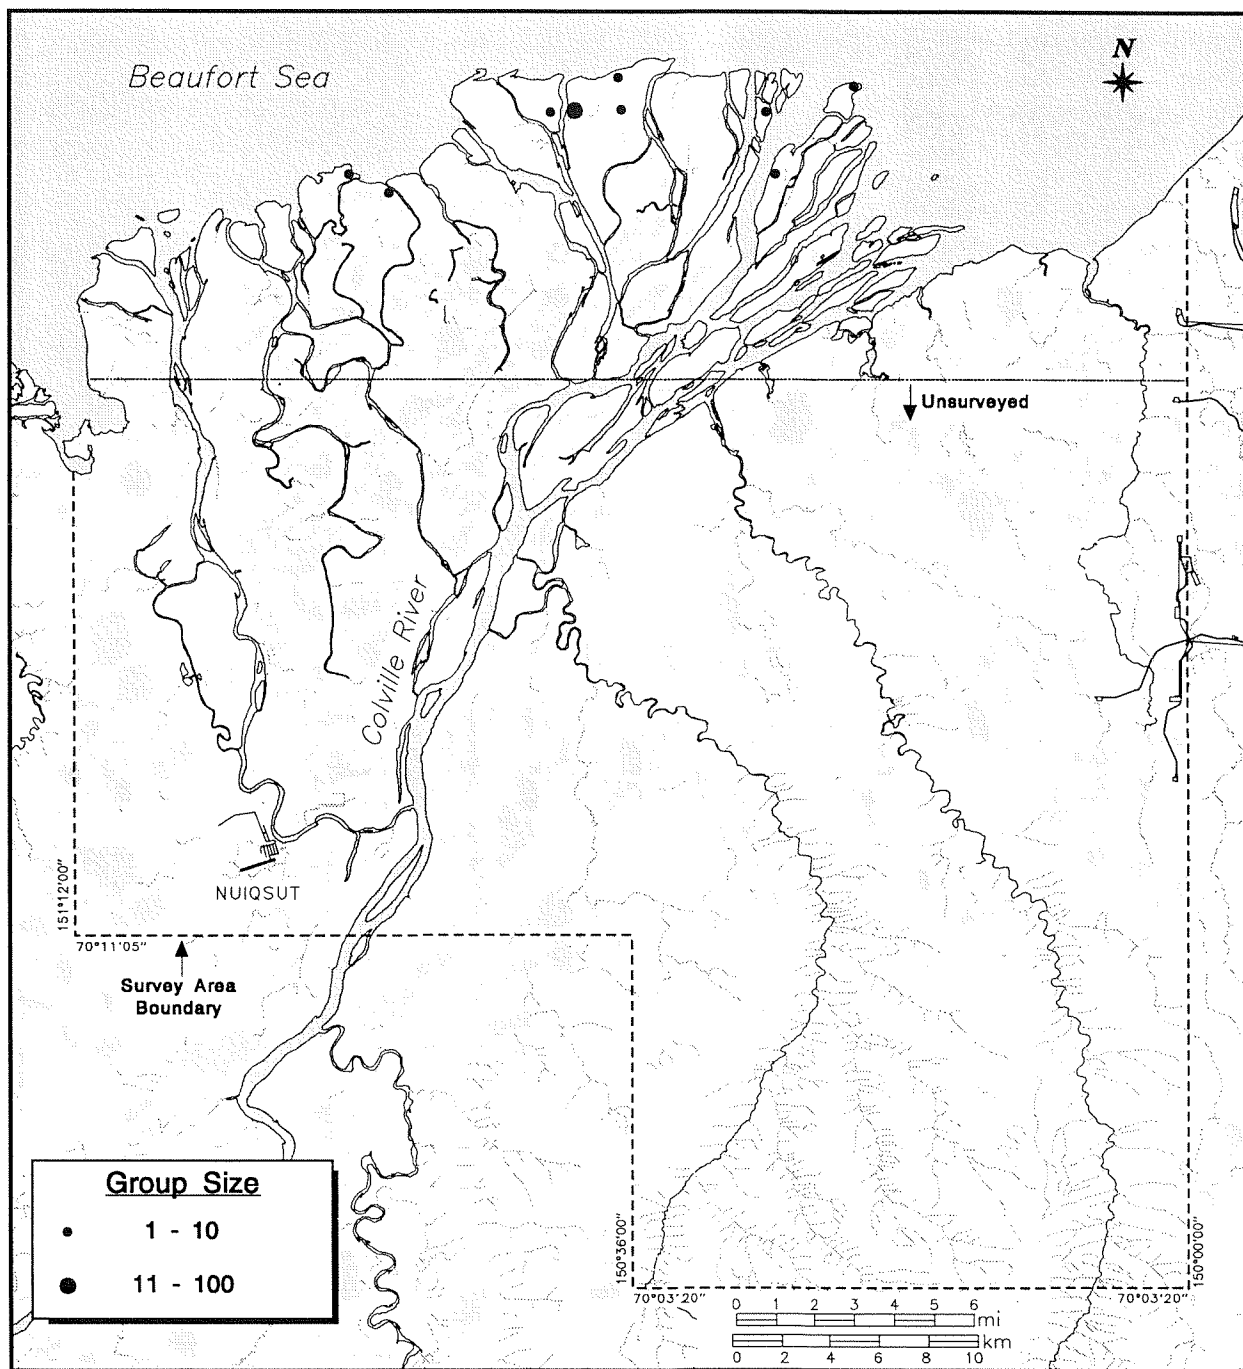 Beaufort Sea
N
Unsurveyed
Colville River
NUIQSUT
151°12'00"
70°11'05"
Survey Area
Boundary
Group Size
1 - 10
11 - 100
150°36'00"
70°03'20"
70°03'20"
150°00'00"
0 1 2 3 4 5 6
mi
km
0 2 4 6 8 10